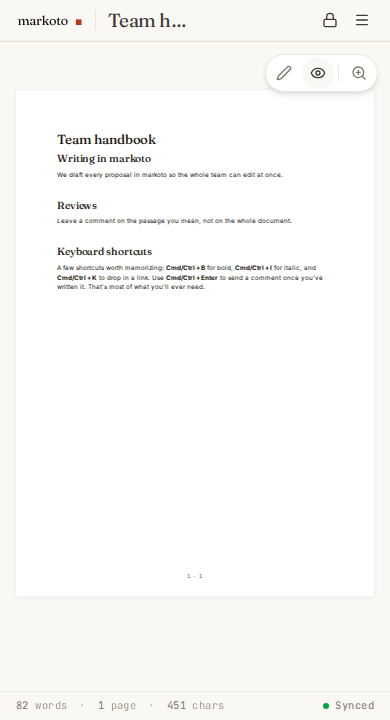 markoto
Team h...
Team handbook
Writing in markoto
We draft every proposal in markoto so the whole team can edit at once.
Reviews
Leave a comment on the passage you mean, not on the whole document.
Keyboard shortcuts
A few shortcuts worth memorizing: Cmd/Ctrl+B for bold, Cmd/Ctrl+I for italic, and
Cmd/Ctrl+K to drop in a link. Use Cmd/Ctrl+Enter to send a comment once you've
written it. That's most of what you'll ever need.
1 - 1
82 words · 1 page · 451 chars
Synced